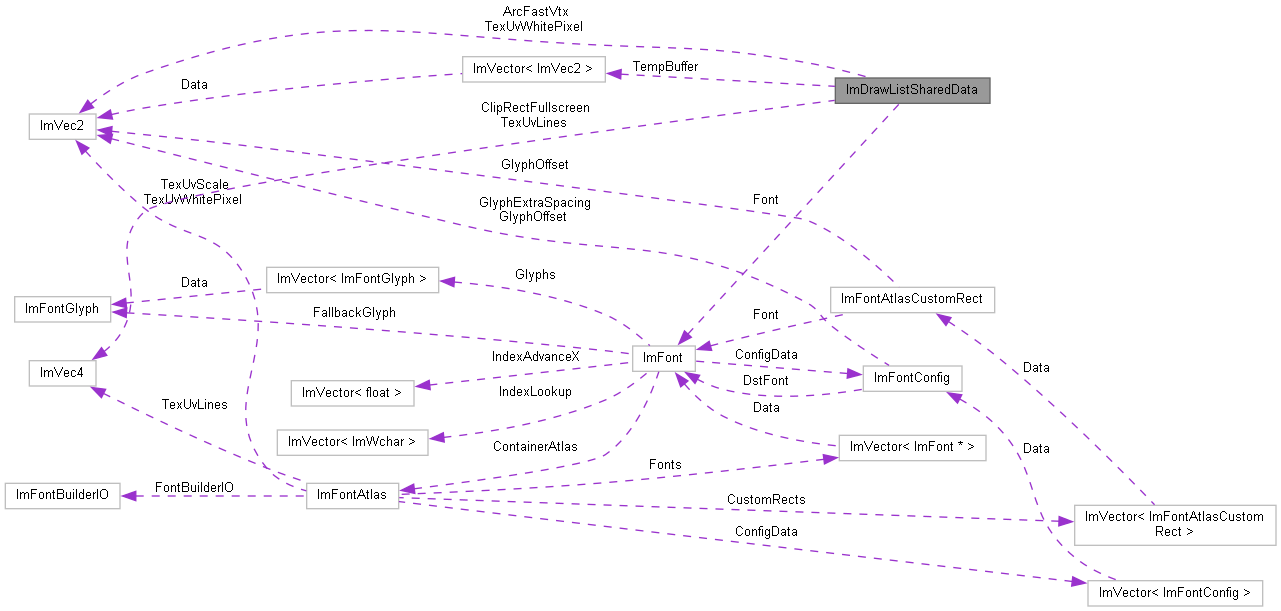 ArcFastVtx
TexUvWhitePixel
ImVector< ImVec2 >
TempBuffer
ImDrawListSharedData
Data
ClipRectFullscreen
TexUvLines
ImVec2
GlyphOffset
TexUvScale
TexUvWhitePixel
GlyphExtraSpacing
GlyphOffset
Font
ImVector< ImFontGlyph >
Glyphs
Data
ImFontGlyph
ImFontAtlasCustomRect
FallbackGlyph
Font
ImFont
ConfigData
IndexAdvanceX
ImVec4
ImFontConfig
Data
DstFont
ImVector< float >
IndexLookup
TexUvLines
Data
ImVector< ImWchar >
ContainerAtlas
ImVector< ImFont * >
Data
Fonts
FontBuilderIO
ImFontBuilderIO
ImFontAtlas
CustomRects
ImVector< ImFontAtlasCustom
Rect >
ConfigData
ImVector< ImFontConfig >